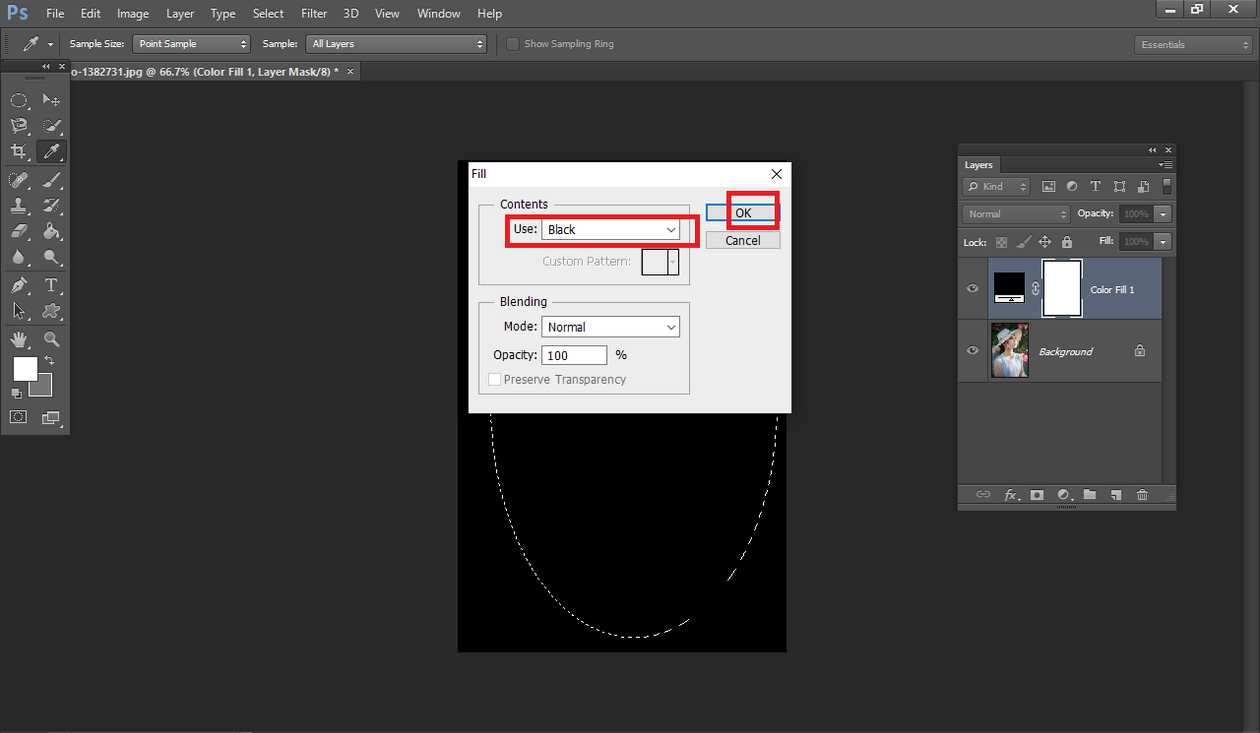 Ps File Edit Image Layer Type Select Filter 3D View Window Help
Sample Size: Point Sample Sample: All Layers Show Sampling Ring Essentials
o-1382731.jpg @ 66.7% (Color Fill 1, Layer Mask/8) * ×
Fill
Contents
Use: Black
Custom Pattern:
OK
Cancel
Blending
Mode: Normal
Opacity: 100 %
Preserve Transparency
Layers
Kind
Normal Opacity: 100%
Lock: Fill: 100%
Color Fill 1
Background
fx